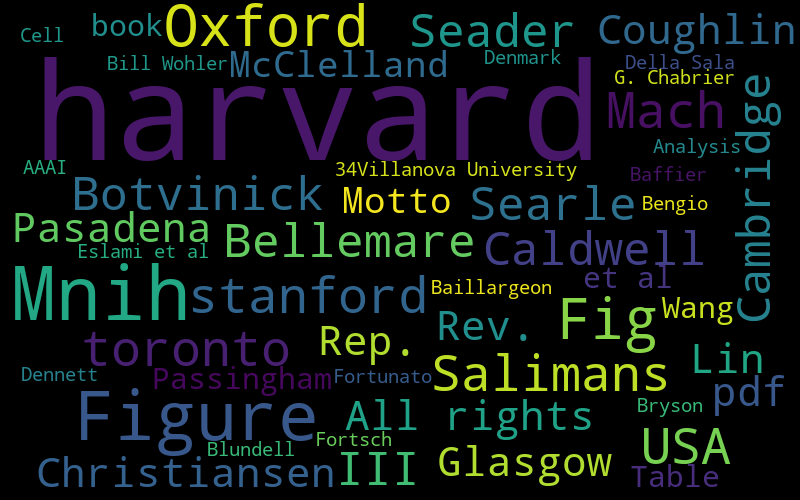 Cell
book
Oxford
Seader
Coughlin
Bill Wohler
McClelland
Denmark
Della Sala
G. Chabrier
harvard
Mach
Cambridge
Analysis
AAAI
34Villanova University
Baffier
Botvinick
Motto
Searle
Bengio
Pasadena
Eslami et al
Bellemare
Caldwell
et al
Mnih
stanford
Baillargeon
Fig
Wang
toronto
Rep.
Rev.
Lin
Dennett
Passingham
Fortunato
Salimans
pdf
Figure
All rights
Bryson
Blundell
Fortsch
USA
Christiansen
III
Glasgow
Table